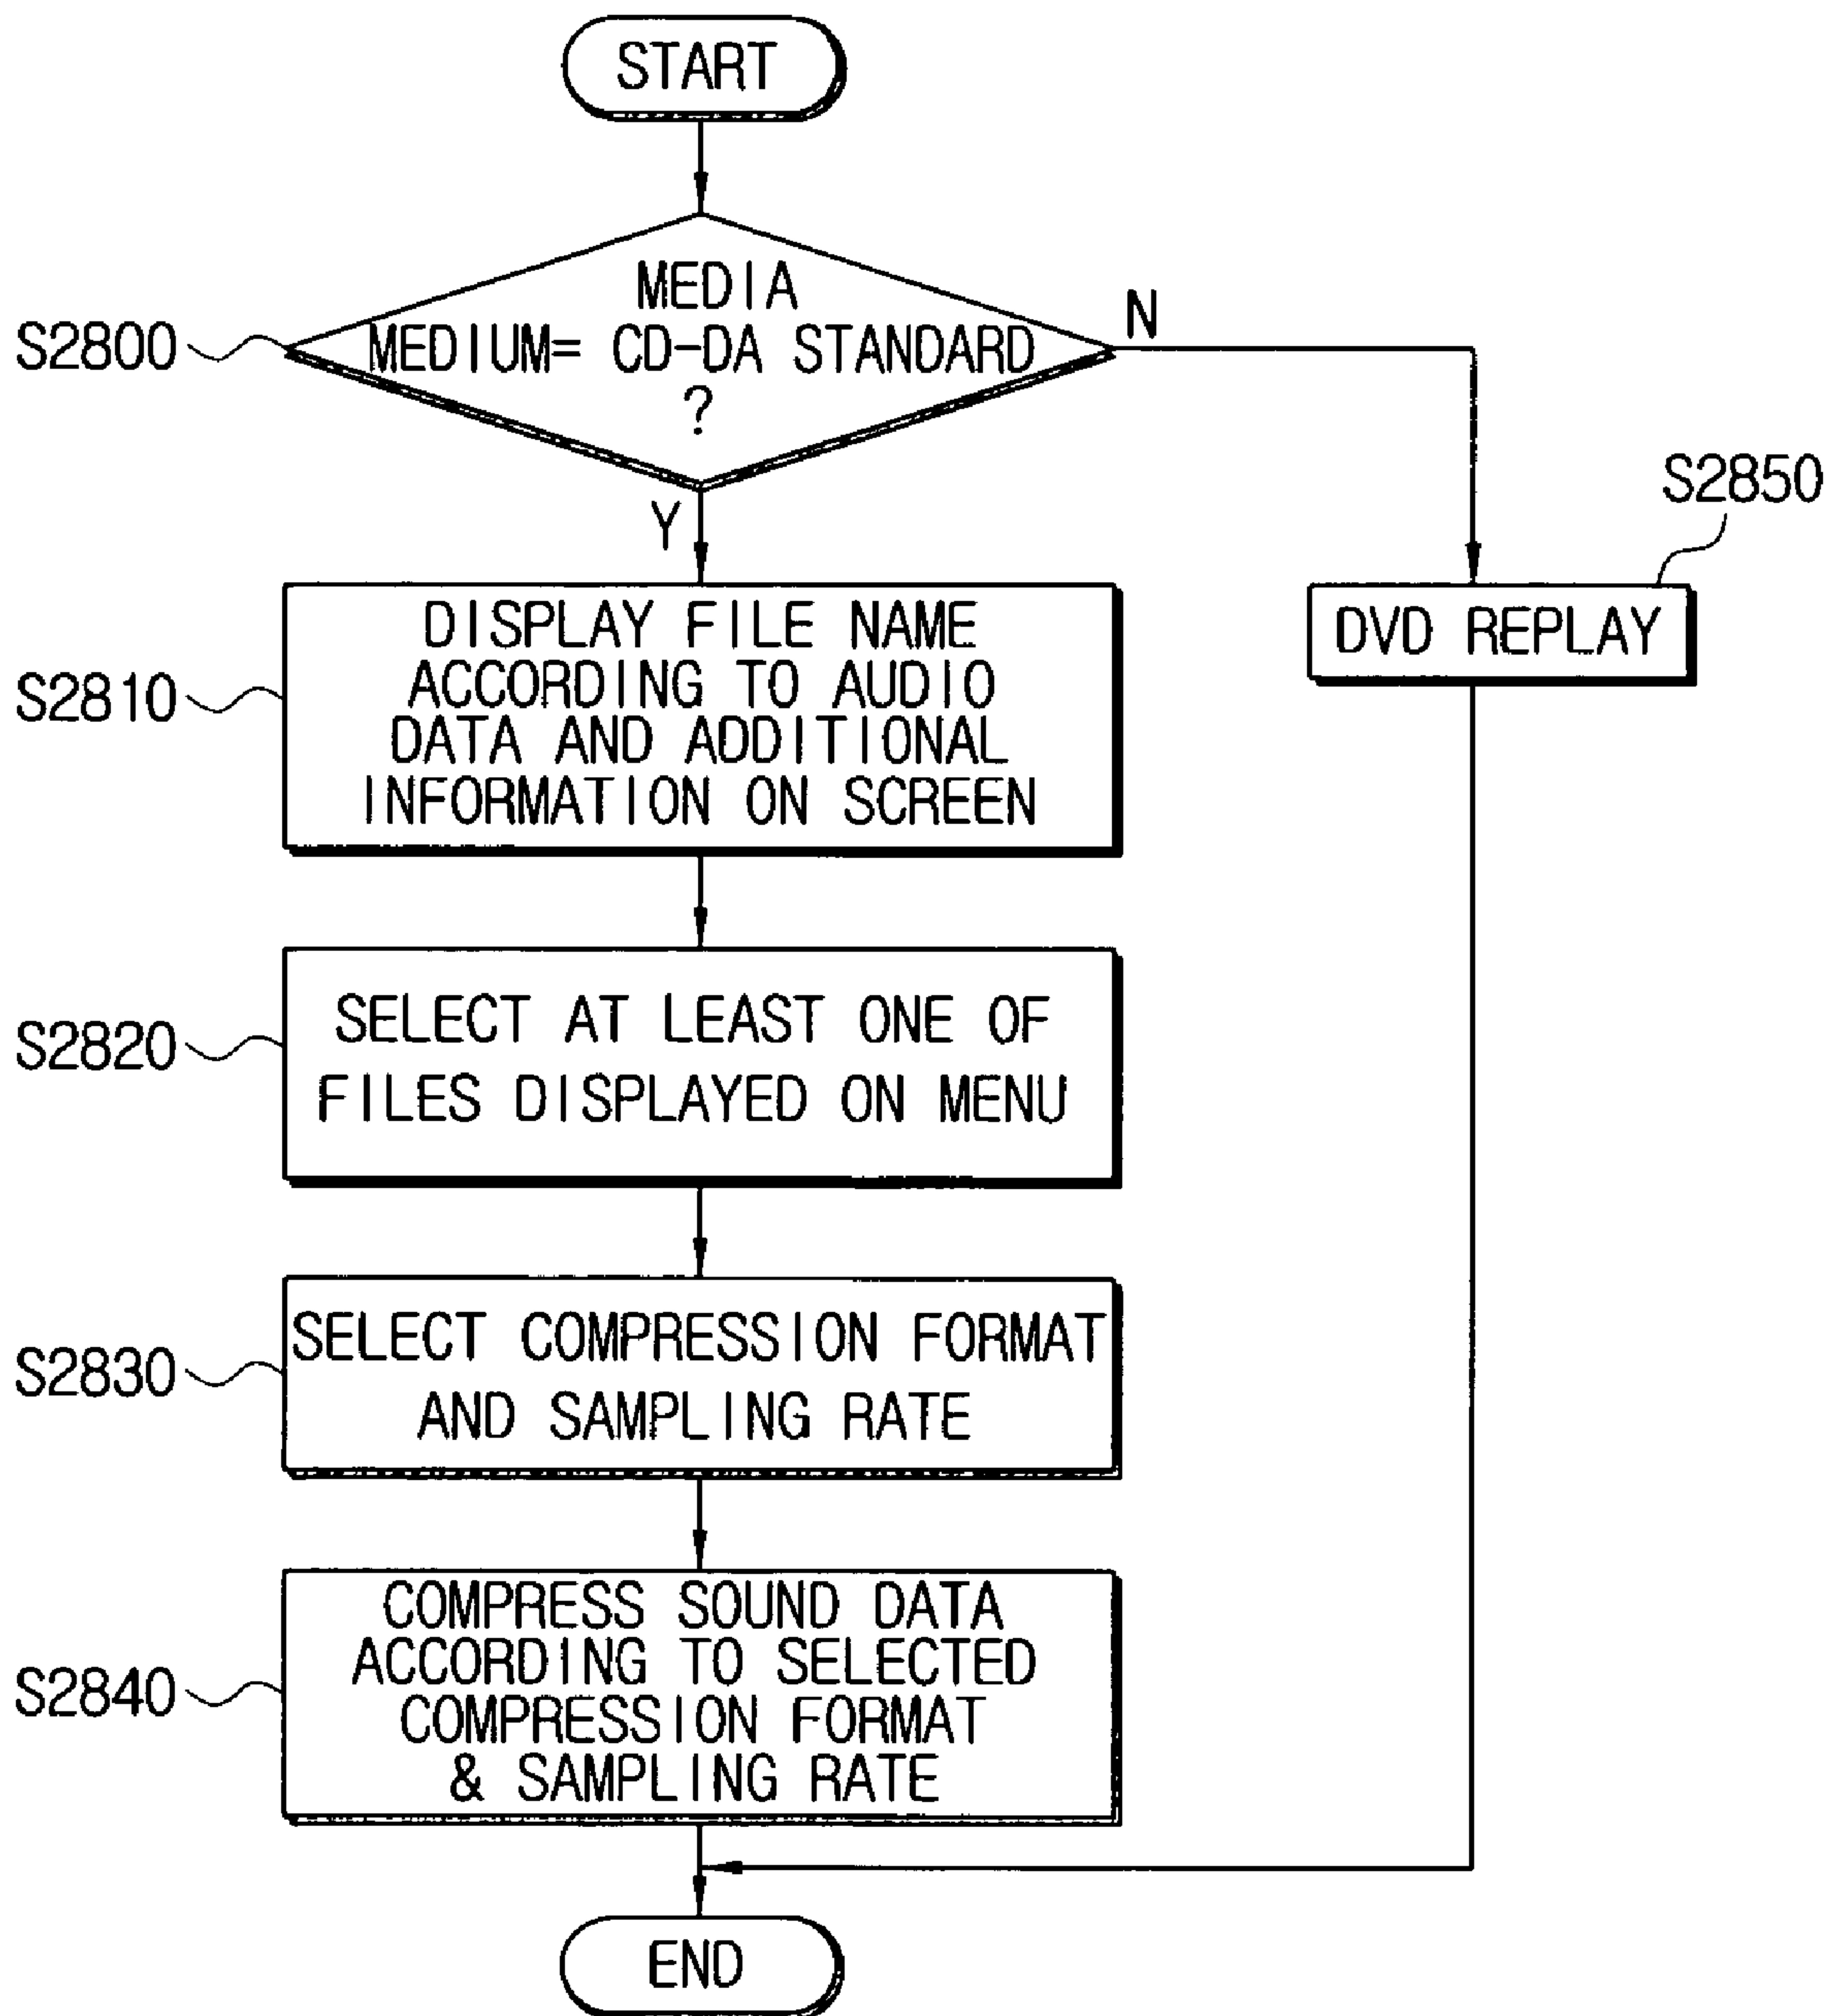 START
MEDIA
MEDIUM= CD-DA STANDARD
?
S2800
N
Y
S2850
DVD REPLAY
S2810
DISPLAY FILE NAME
ACCORDING TO AUDIO
DATA AND ADDITIONAL
INFORMATION ON SCREEN
S2820
SELECT AT LEAST ONE OF
FILES DISPLAYED ON MENU
S2830
SELECT COMPRESSION FORMAT
AND SAMPLING RATE
S2840
COMPRESS SOUND DATA
ACCORDING TO SELECTED
COMPRESSION FORMAT
& SAMPLING RATE
END